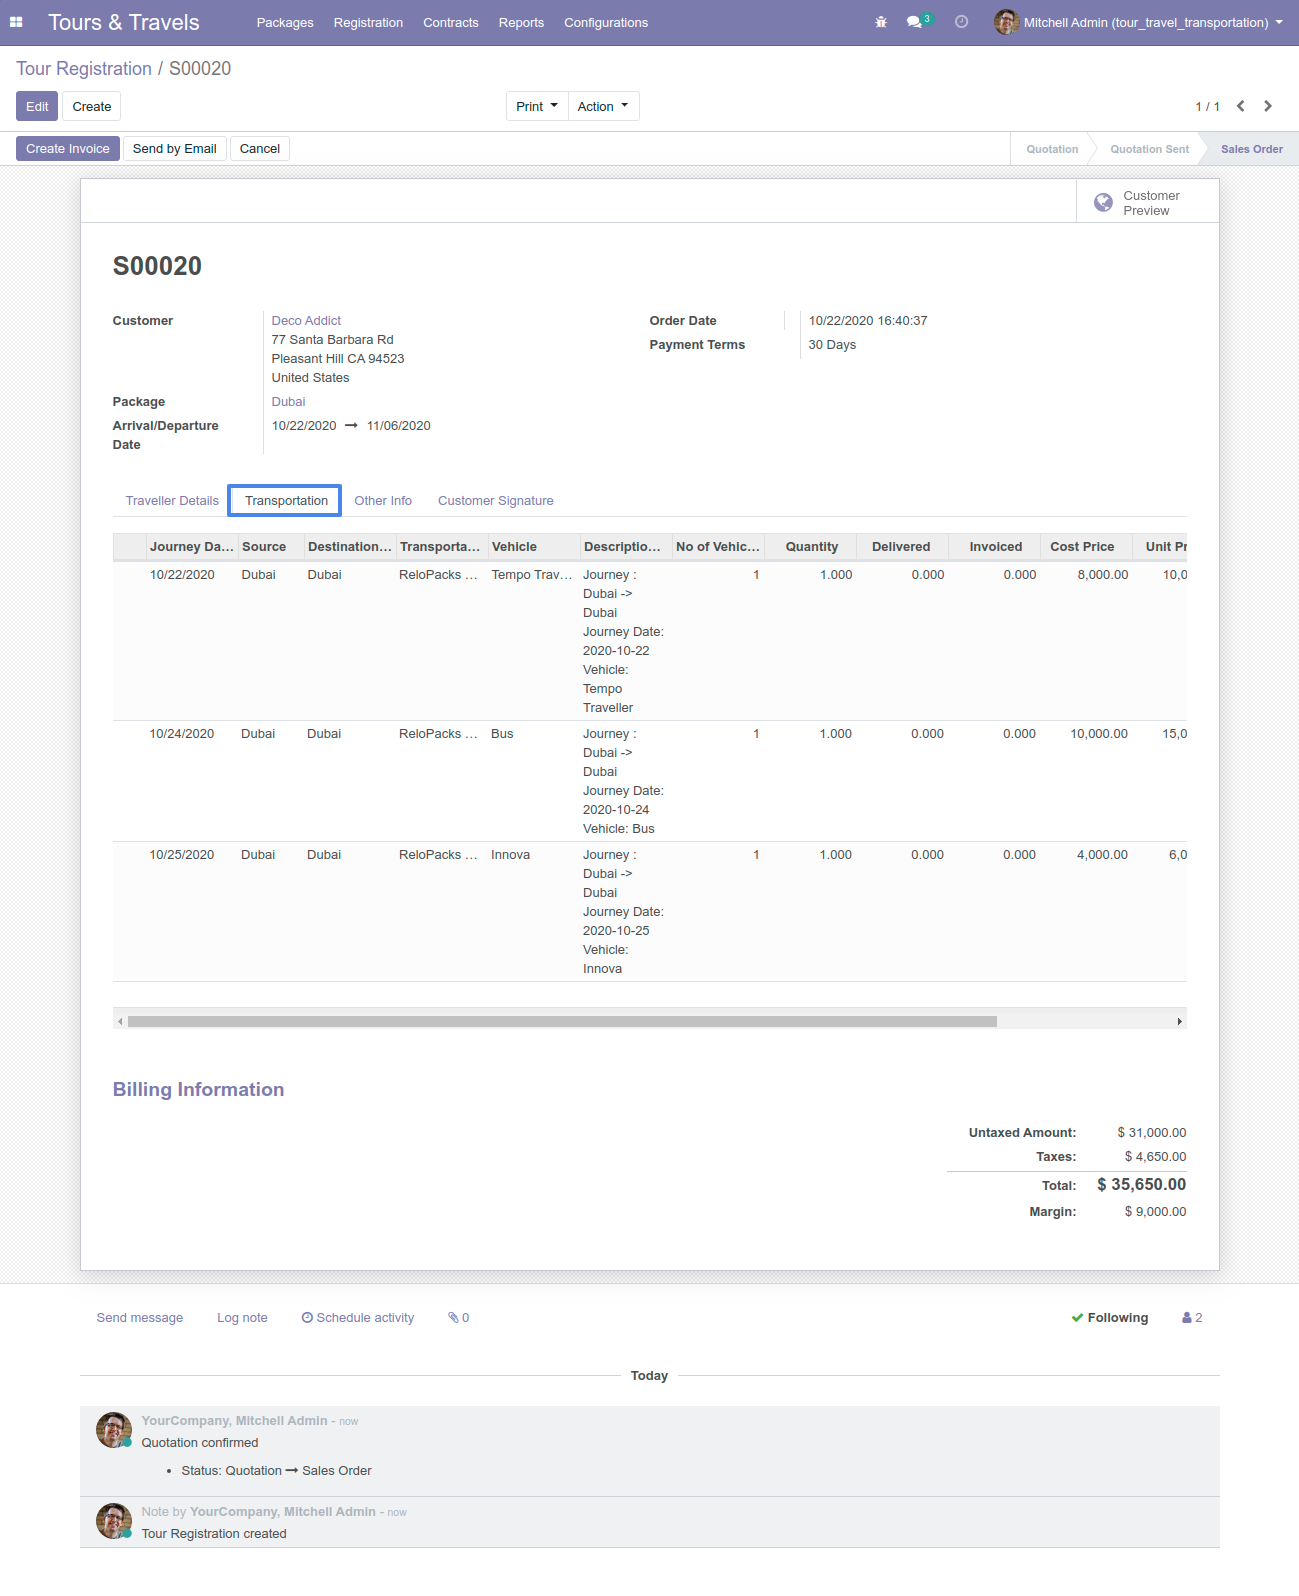 Tours & Travels Packages Registration Contracts Reports Configurations 3 Mitchell Admin (tour_travel_transportation)
Tour Registration / S00020
Edit Create Print Action 1 / 1
Create Invoice Send by Email Cancel Quotation Quotation Sent Sales Order
Customer
Preview
S00020
Customer Deco Addict Order Date 10/22/2020 16:40:37
77 Santa Barbara Rd Payment Terms 30 Days
Pleasant Hill CA 94523
United States
Package Dubai
Arrival/Departure 10/22/2020 → 11/06/2020
Date
Traveller Details Transportation Other Info Customer Signature
Journey Da... Source Destination... Transporta... Vehicle Descriptio... No of Vehic... Quantity Delivered Invoiced Cost Price Unit Pr
10/22/2020 Dubai Dubai ReloPacks ... Tempo Trav... Journey : 1 1.000 0.000 0.000 8,000.00 10,0
Dubai ->
Dubai
Journey Date:
2020-10-22
Vehicle:
Tempo
Traveller
10/24/2020 Dubai Dubai ReloPacks ... Bus Journey : 1 1.000 0.000 0.000 10,000.00 15,0
Dubai ->
Dubai
Journey Date:
2020-10-24
Vehicle: Bus
10/25/2020 Dubai Dubai ReloPacks ... Innova Journey : 1 1.000 0.000 0.000 4,000.00 6,0
Dubai ->
Dubai
Journey Date:
2020-10-25
Vehicle:
Innova
Billing Information
Untaxed Amount: $ 31,000.00
Taxes: $ 4,650.00
Total: $ 35,650.00
Margin: $ 9,000.00
Send message Log note Schedule activity 0 Following 2
Today
YourCompany, Mitchell Admin - now
Quotation confirmed
• Status: Quotation → Sales Order
Note by YourCompany, Mitchell Admin - now
Tour Registration created